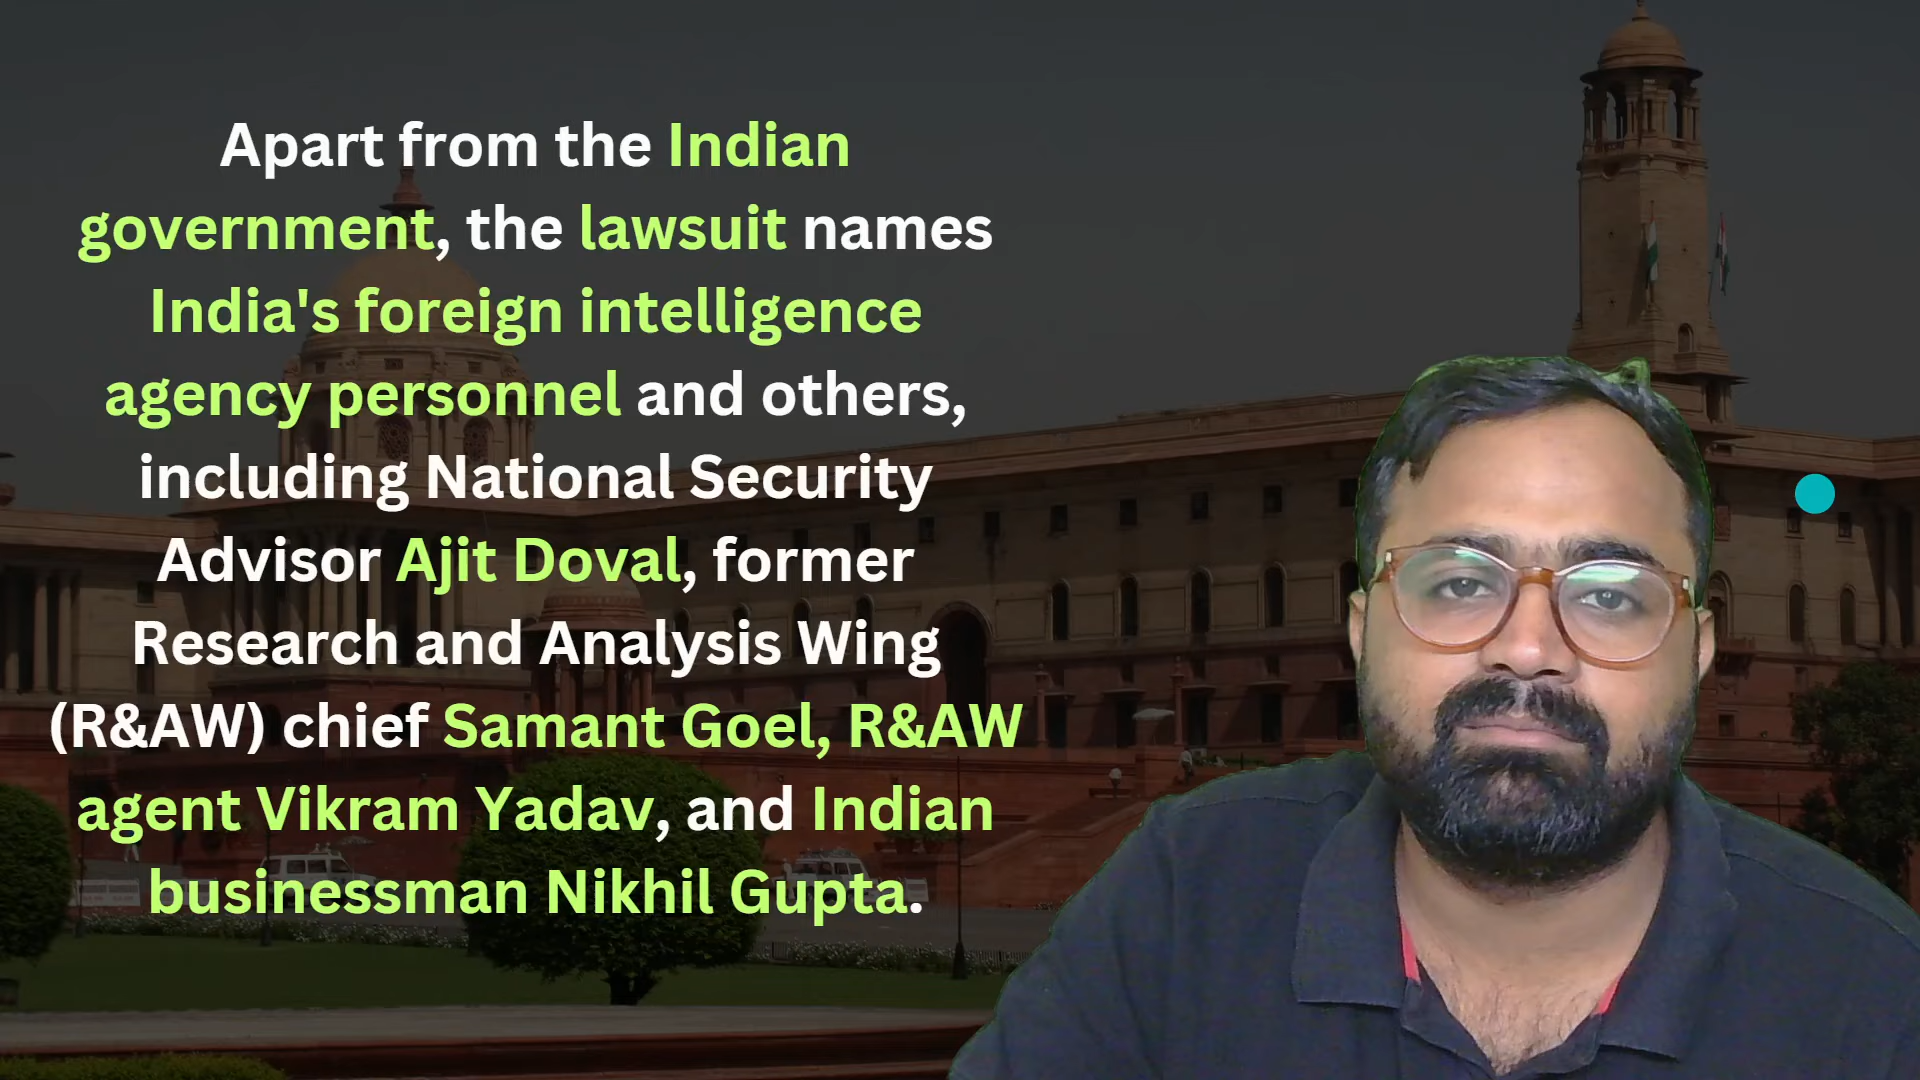 Apart from the Indian
government, the lawsuit names
India's foreign intelligence
agency personnel and others,
including National Security
Advisor Ajit Doval, former
Research and Analysis Wing
(R&AW) chief Samant Goel, R&AW
agent Vikram Yadav, and Indian
businessman Nikhil Gupta.